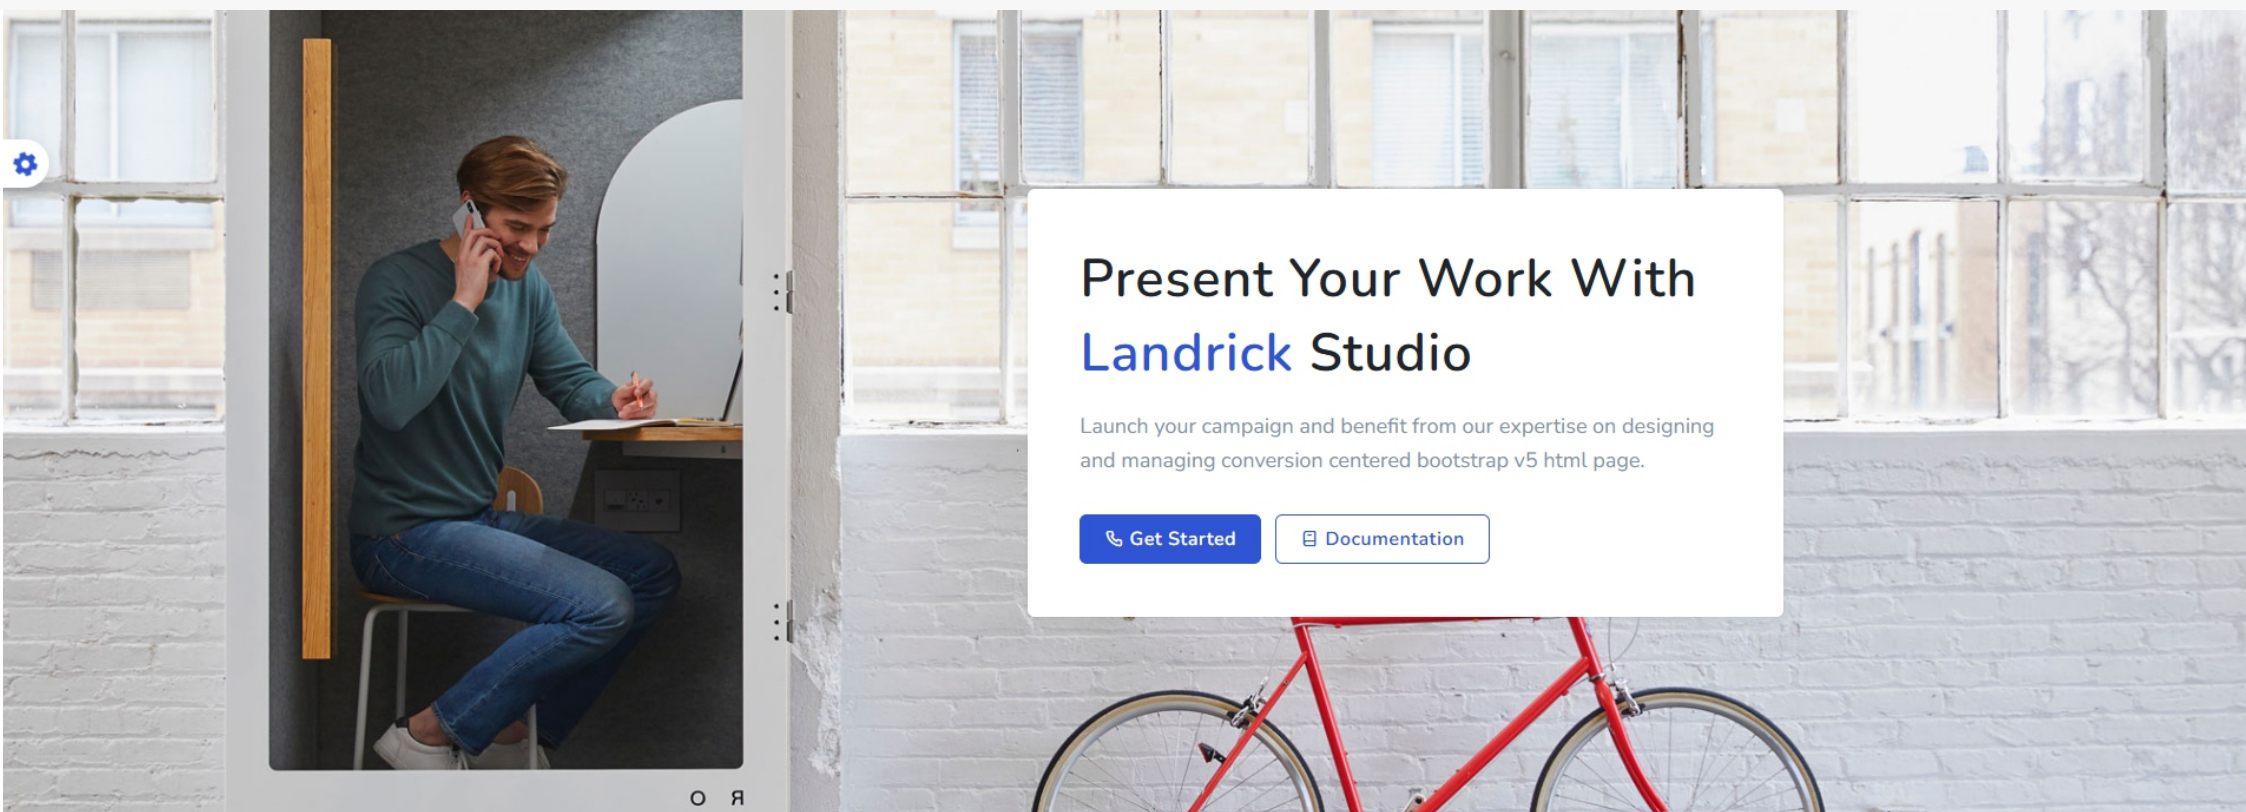 Present Your Work With
Landrick Studio
Launch your campaign and benefit from our expertise on designing
and managing conversion centered bootstrap v5 html page.
Get Started
Documentation
O Я